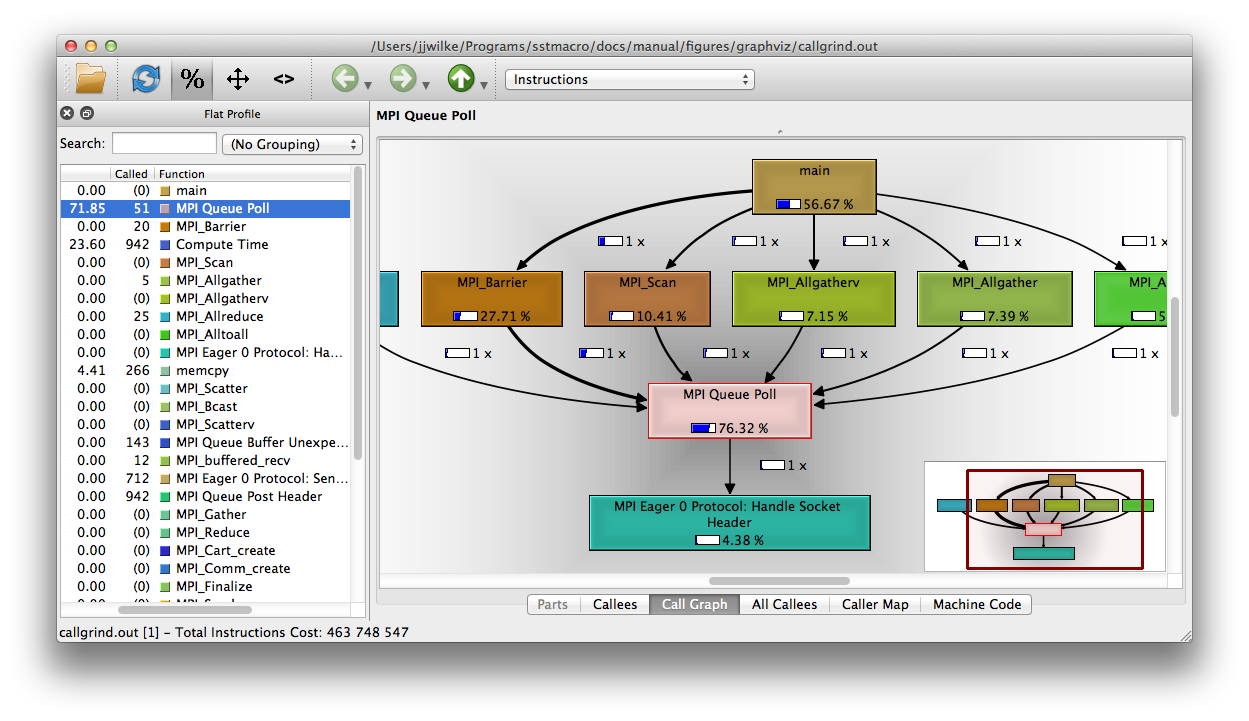 /Users/jjwilke/Programs/sstmacro/docs/manual/figures/graphviz/callgrind.out
% <> Instructions
Flat Profile
Search: (No Grouping)
Called Function
0.00 (0) main
71.85 51 MPI Queue Poll
0.00 20 MPI_Barrier
23.60 942 Compute Time
0.00 (0) MPI_Scan
0.00 5 MPI_Allgather
0.00 (0) MPI_Allgatherv
0.00 25 MPI_Allreduce
0.00 (0) MPI_Alltoall
0.00 (0) MPI Eager 0 Protocol: Ha...
4.41 266 memcpy
0.00 (0) MPI_Scatter
0.00 (0) MPI_Bcast
0.00 (0) MPI_Scatterv
0.00 143 MPI Queue Buffer Unexpe...
0.00 12 MPI_buffered_recv
0.00 712 MPI Eager 0 Protocol: Sen...
0.00 942 MPI Queue Post Header
0.00 (0) MPI_Gather
0.00 (0) MPI_Reduce
0.00 (0) MPI_Cart_create
0.00 (0) MPI_Comm_create
0.00 (0) MPI_Finalize
MPI Queue Poll
main
56.67 %
1 x 1 x 1 x 1 x 1 x
MPI_Barrier
27.71 %
MPI_Scan
10.41 %
MPI_Allgatherv
7.15 %
MPI_Allgather
7.39 %
MPI_A
5
1 x 1 x 1 x 1 x 1 x 1 x
MPI Queue Poll
76.32 %
1 x
MPI Eager 0 Protocol: Handle Socket
Header
4.38 %
Parts Callees Call Graph All Callees Caller Map Machine Code
callgrind.out [1] - Total Instructions Cost: 463 748 547